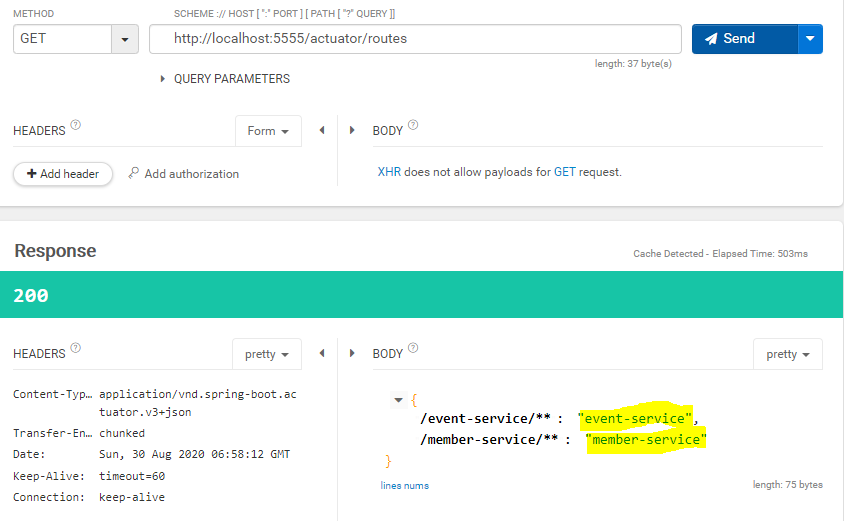 METHOD SCHEME :// HOST [ ":" PORT ] [ PATH [ "?" QUERY ]]
GET http://localhost:5555/actuator/routes Send
length: 37 byte(s)
QUERY PARAMETERS
HEADERS ? Form BODY ?
Add header Add authorization XHR does not allow payloads for GET request.
Response Cache Detected - Elapsed Time: 503ms
200
HEADERS ? pretty BODY ? pretty
Content-Typ… application/vnd.spring-boot.ac
tuator.v3+json
Transfer-En… chunked
Date: Sun, 30 Aug 2020 06:58:12 GMT
Keep-Alive: timeout=60
Connection: keep-alive
{
/event-service/** : "event-service",
/member-service/** : "member-service"
}
lines nums length: 75 bytes